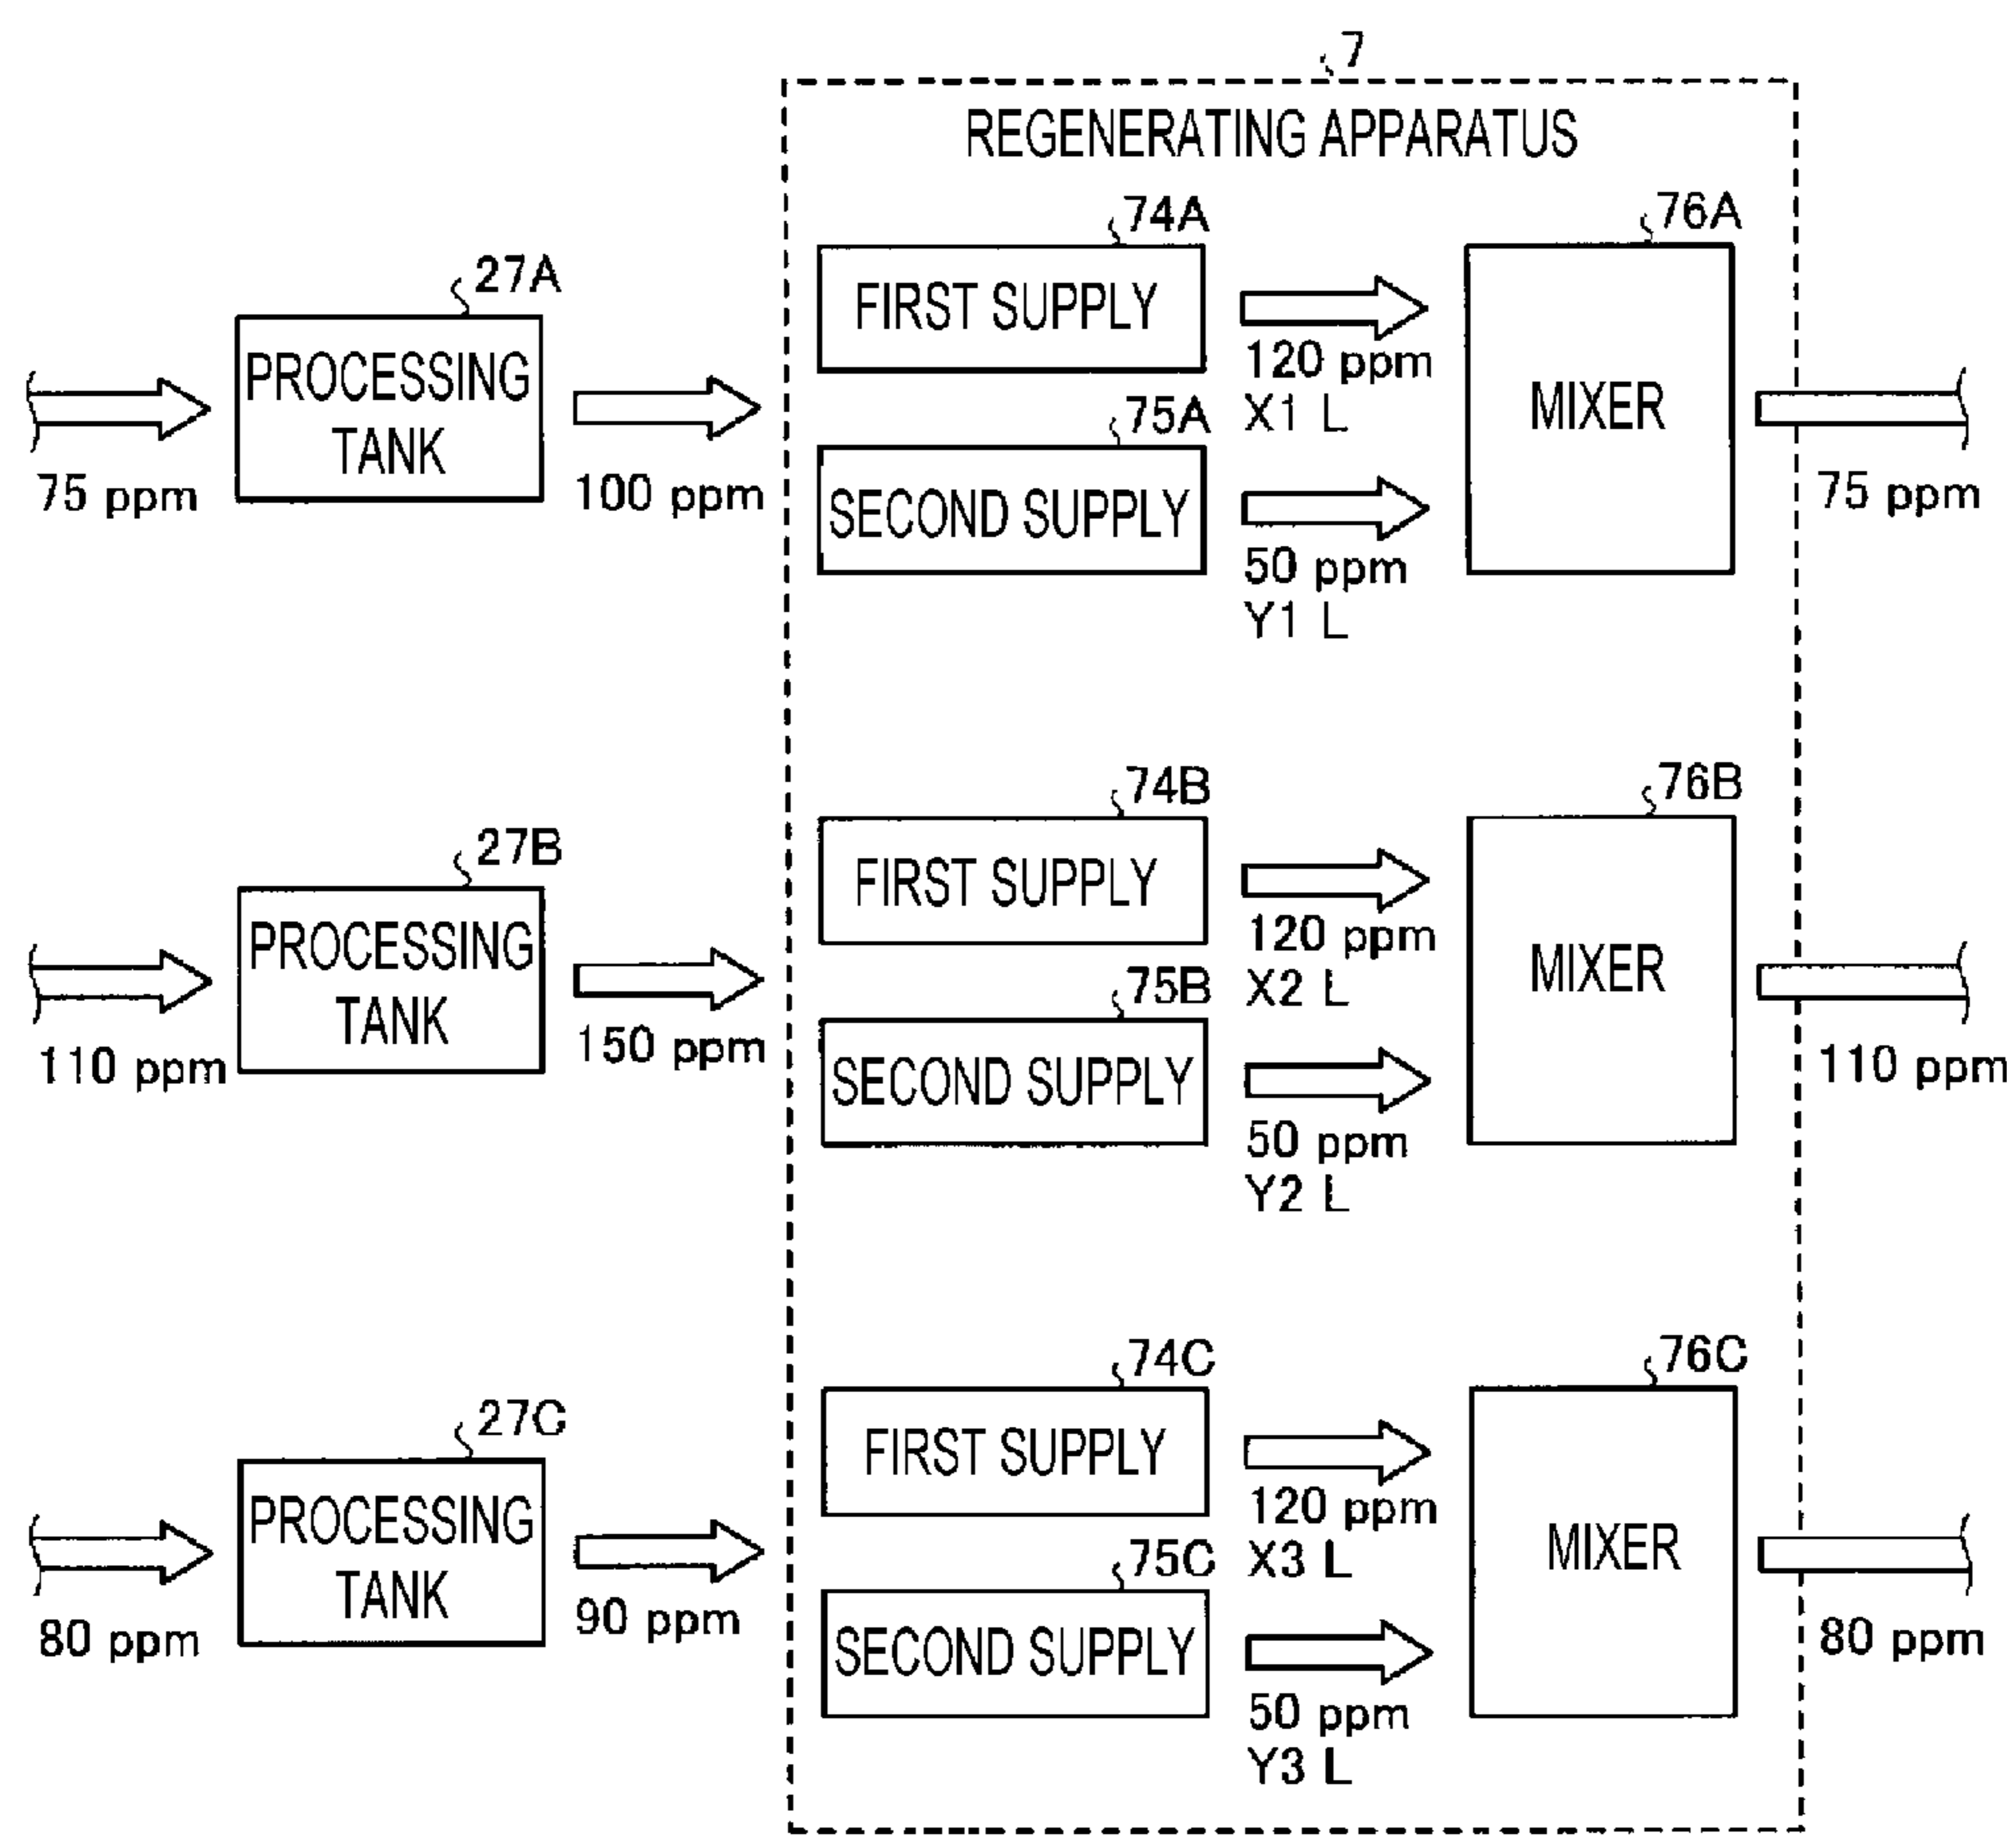 7
REGENERATING APPARATUS
74A
76A
27A
FIRST SUPPLY
PROCESSING
TANK
120 ppm
X1 L
MIXER
75A
75 ppm
100 ppm
SECOND SUPPLY
75 ppm
50 ppm
Y1 L
74B
76B
27B
FIRST SUPPLY
PROCESSING
TANK
120 ppm
X2 L
MIXER
75B
110 ppm
150 ppm
SECOND SUPPLY
110 ppm
50 ppm
Y2 L
74C
76C
27C
FIRST SUPPLY
PROCESSING
TANK
120 ppm
X3 L
MIXER
75C
80 ppm
90 ppm
SECOND SUPPLY
80 ppm
50 ppm
Y3 L